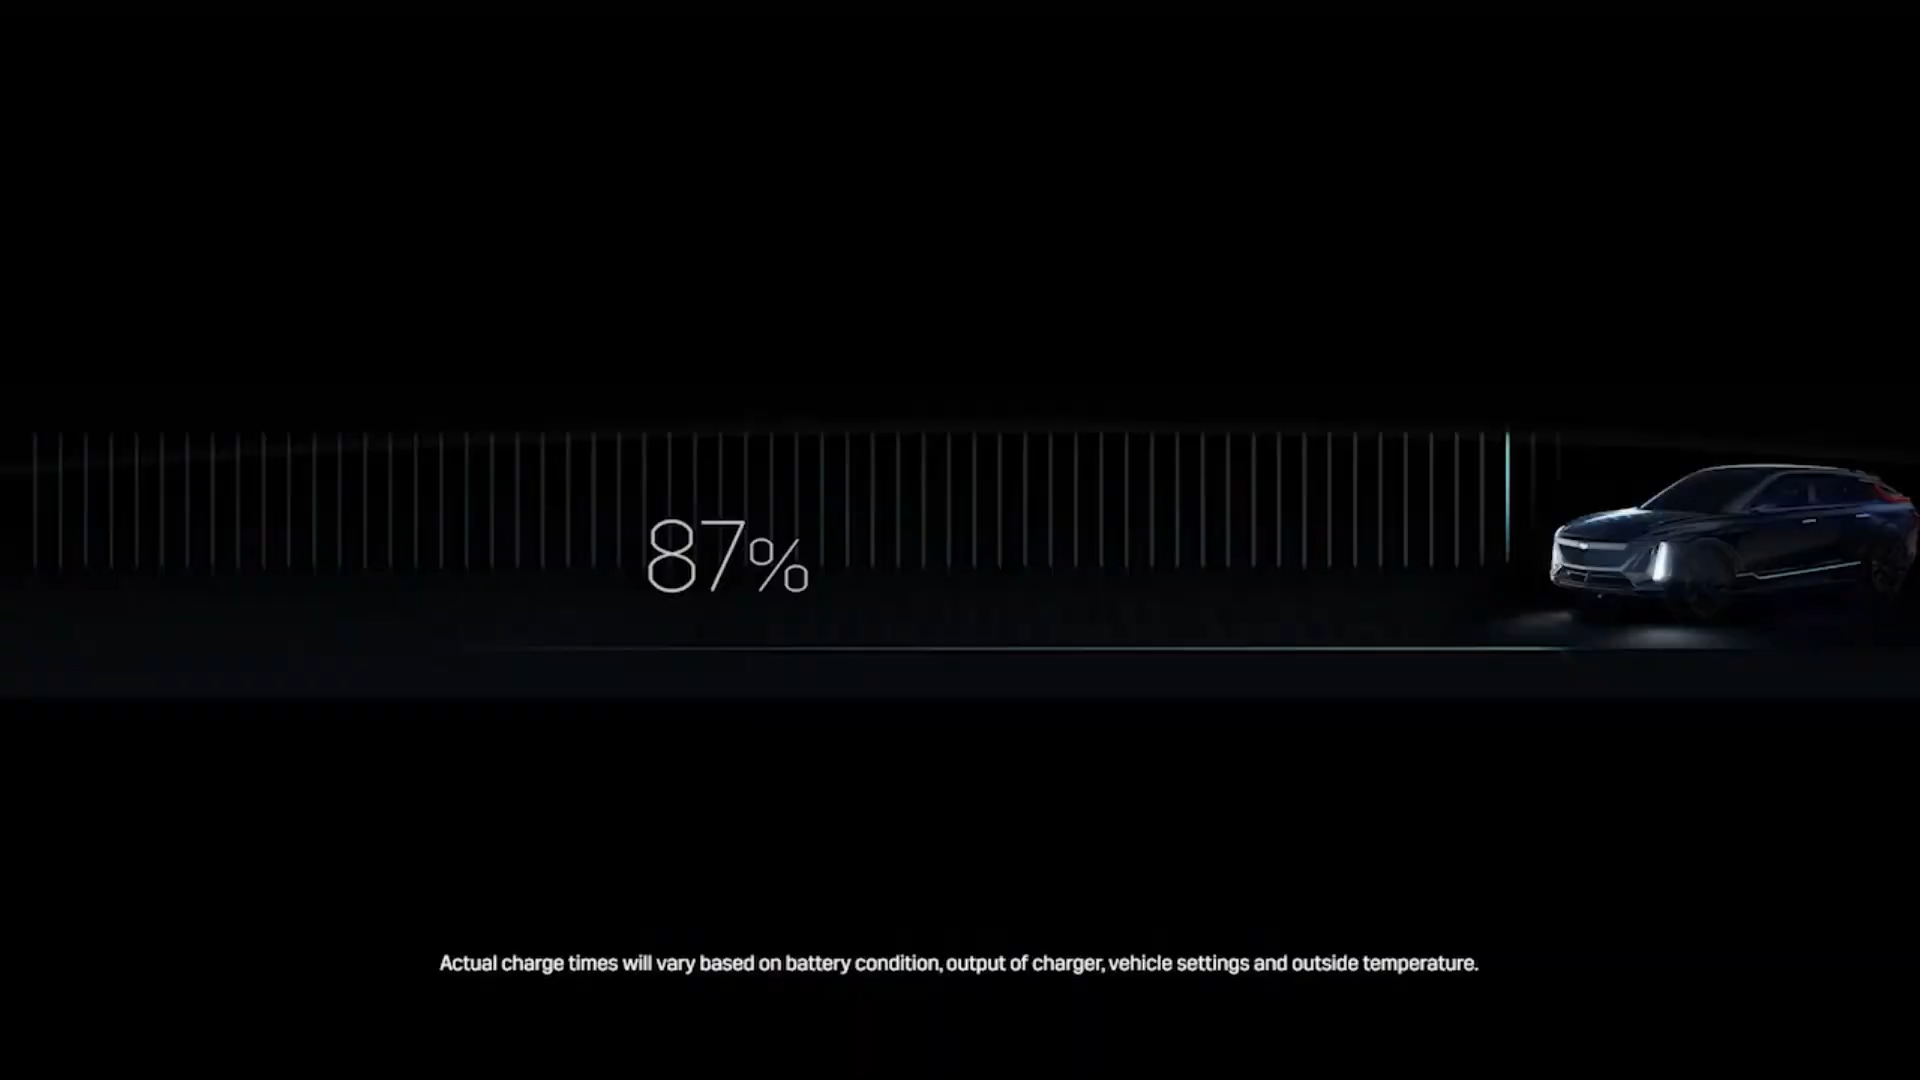 87%
Actual charge times will vary based on battery condition, output of charger, vehicle settings and outside temperature.